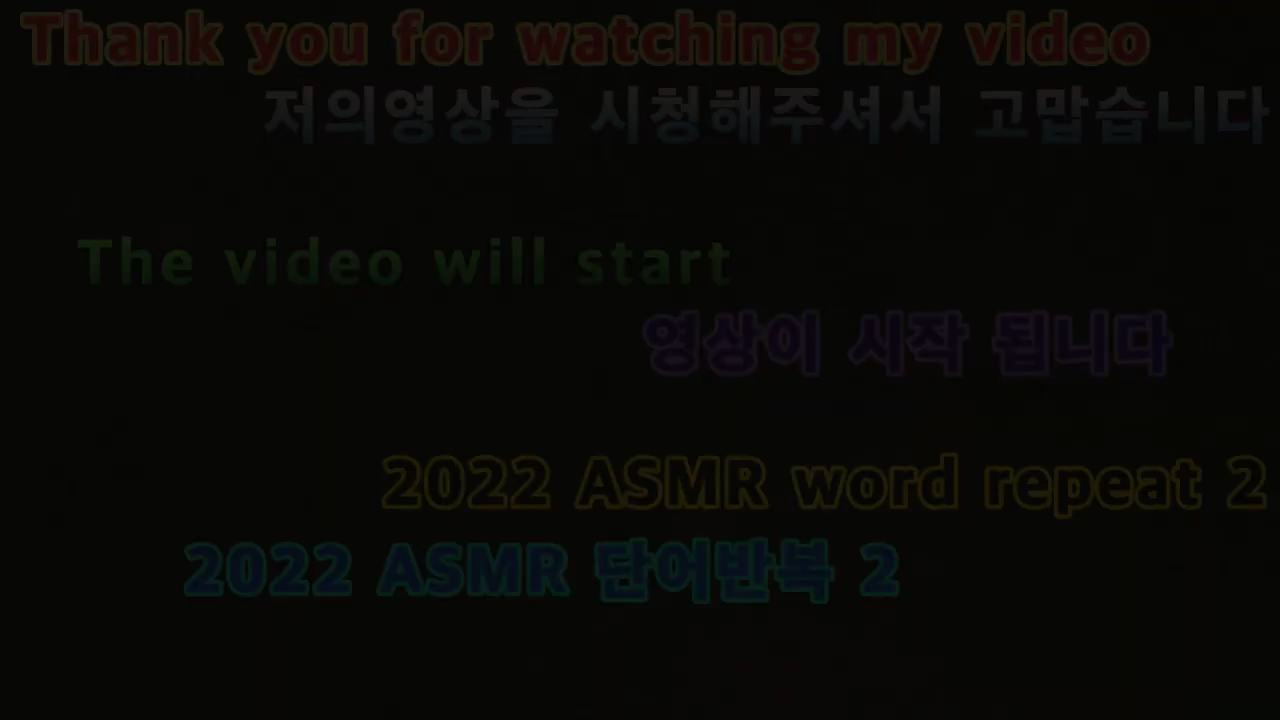 Thank you for watching my video
저의영상을 시청해주셔서 고맙습니다
The video will start
영상이 시작 됩니다
2022 ASMR word repeat 2
2022 ASMR 단어반복 2